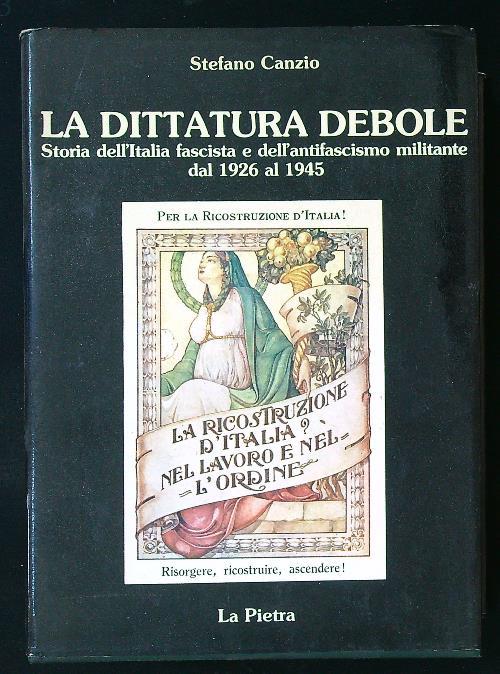 Stefano Canzio
LA DITTATURA DEBOLE
Storia dell'Italia fascista e dell'antifascismo militante
dal 1926 al 1945
PER LA RICOSTRUZIONE D'ITALIA!
LA RICOSTRUZIONE
D'ITALIA?
NEL LAVORO E NEL-
=L'ORDINE=
Risorgere, ricostruire, ascendere!
La Pietra